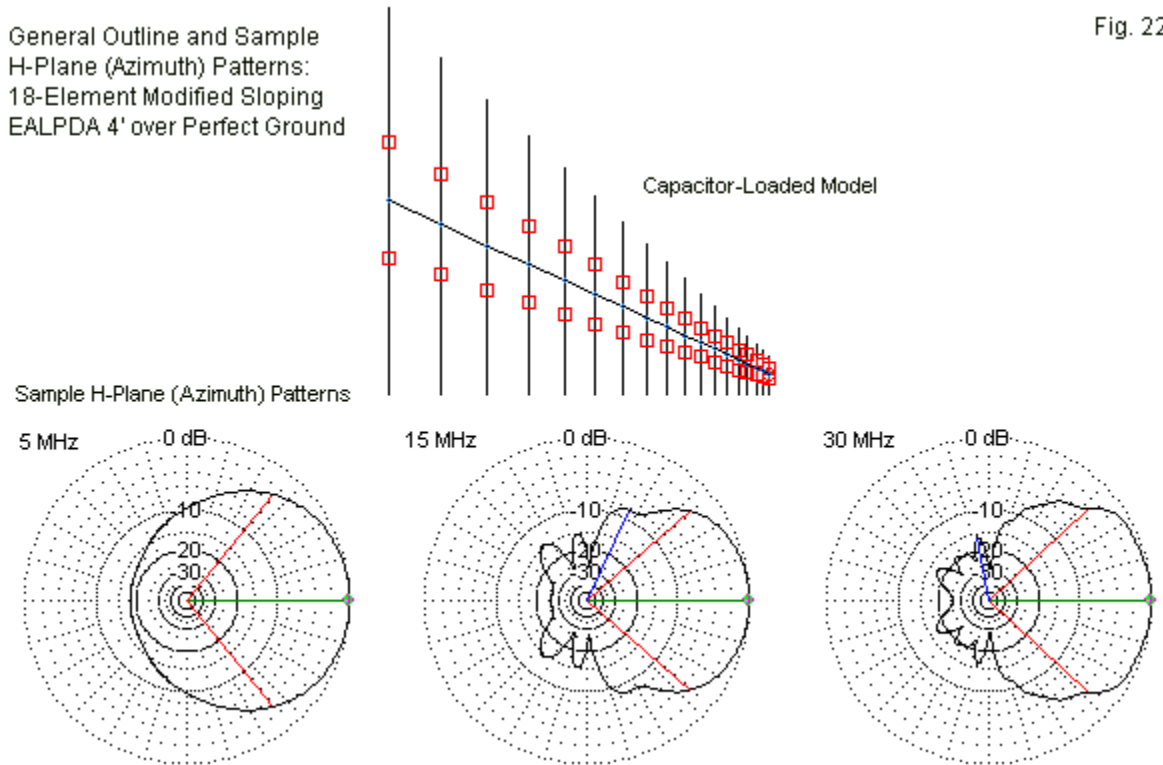 General Outline and Sample
H-Plane (Azimuth) Patterns:
18-Element Modified Sloping
EALPDA 4' over Perfect Ground
Fig. 22
Capacitor-Loaded Model
Sample H-Plane (Azimuth) Patterns
5 MHz
0 dB
10
20
30
15 MHz
0 dB
10
20
30
30 MHz
0 dB
10
20
30